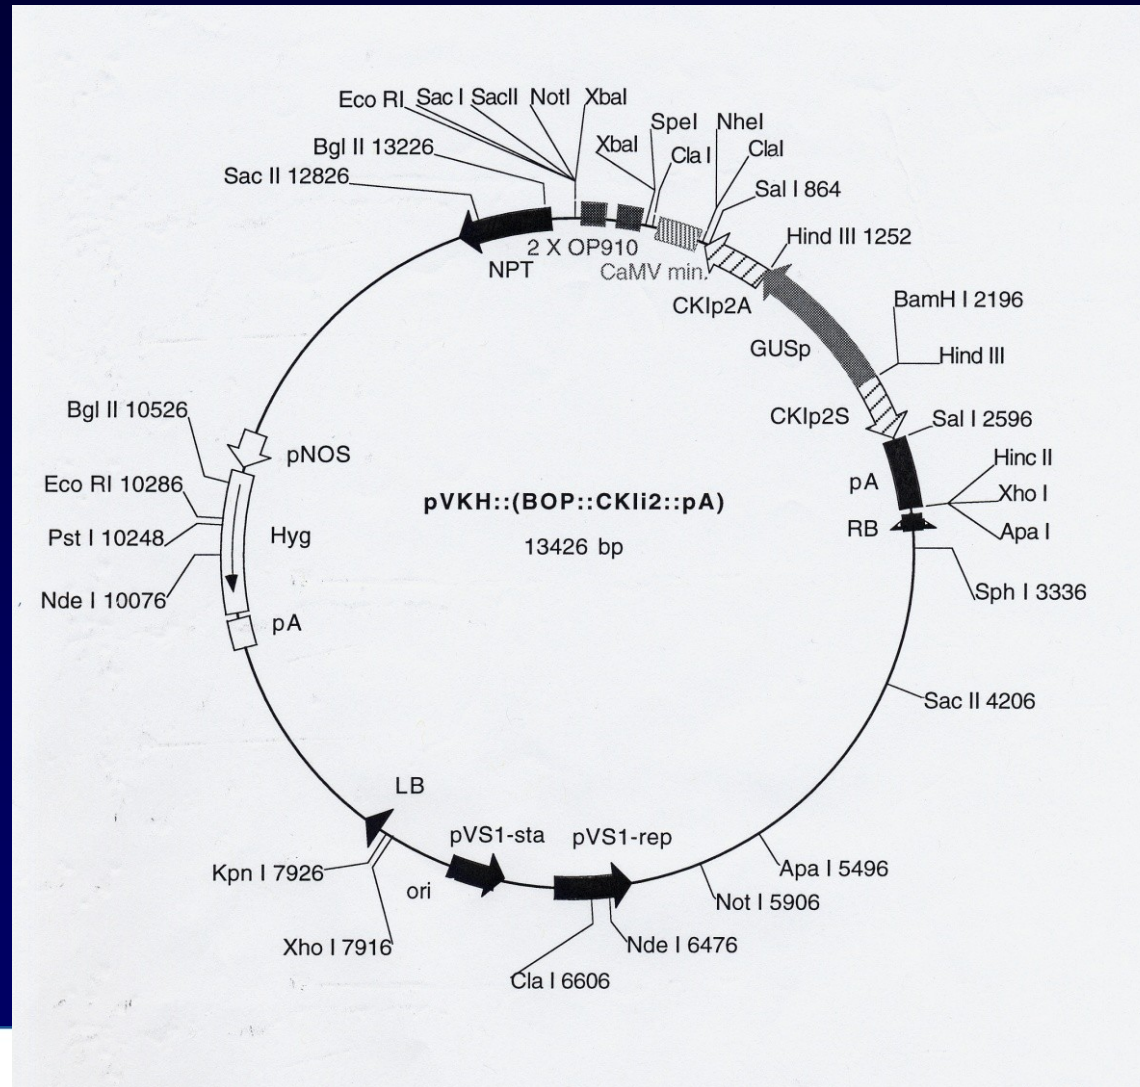 Eco RI
Sac I
SacII
NotI
XbaI
SpeI
NheI
XbaI
Cla I
ClaI
Bgl II 13226
Sac II 12826
Sal I 864
Hind III 1252
2 X OP910
NPT
CaMV min.
CKIp2A
BamH I 2196
GUSp
Hind III
CKIp2S
Sal I 2596
Bgl II 10526
pNOS
Hinc II
Eco RI 10286
pA
Xho I
pVKH::(BOP::CKIi2::pA)
RB
Apa I
Pst I 10248
Hyg
13426 bp
Sph I 3336
Nde I 10076
pA
Sac II 4206
LB
pVS1-sta
pVS1-rep
Kpn I 7926
ori
Apa I 5496
Not I 5906
Xho I 7916
Nde I 6476
Cla I 6606